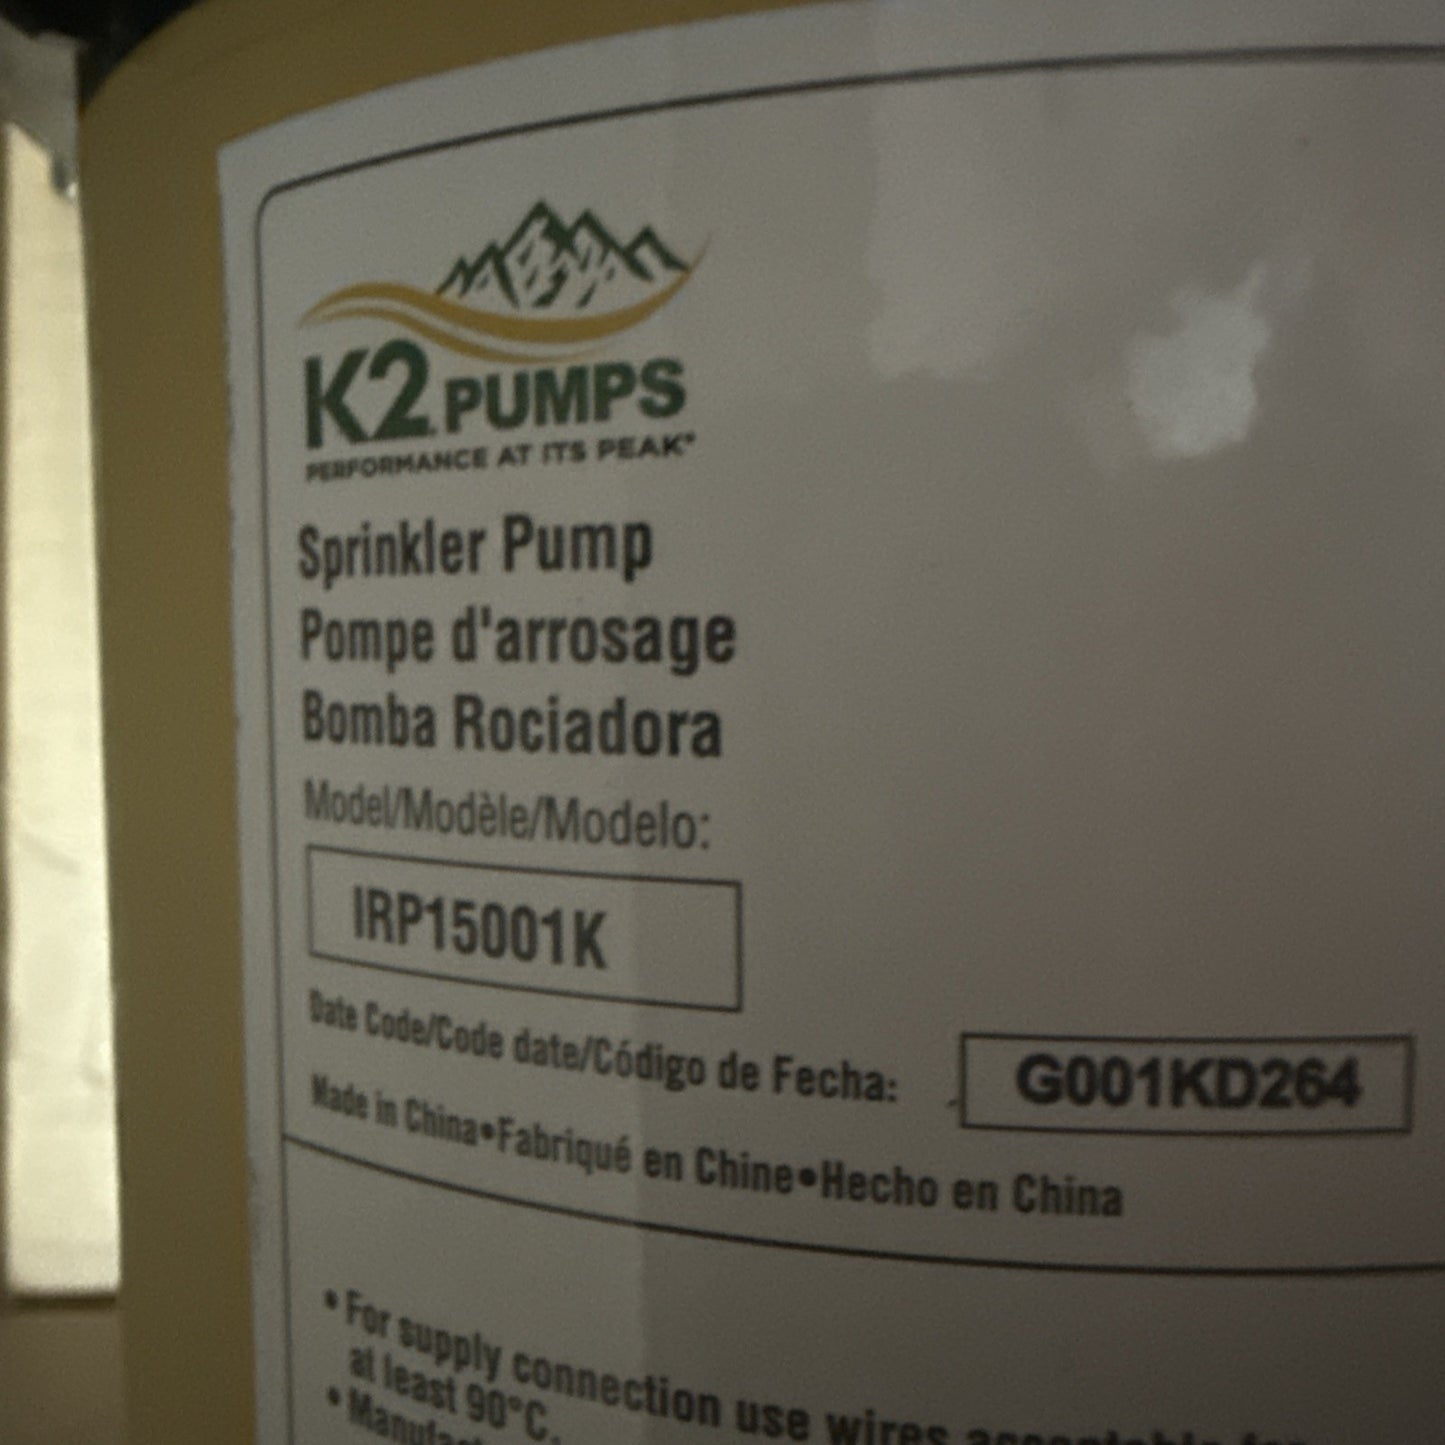 K2 PUMPS
PERFORMANCE AT ITS PEAK®
Sprinkler Pump
Pompe d'arrosage
Bomba Rociadora
Model/Modèle/Modelo:
IRP15001K
Date Code/Code date/Código de Fecha: G001KD264
Made in China•Fabriqué en Chine•Hecho en China
• For supply connection use wires acceptable for
at least 90°C.